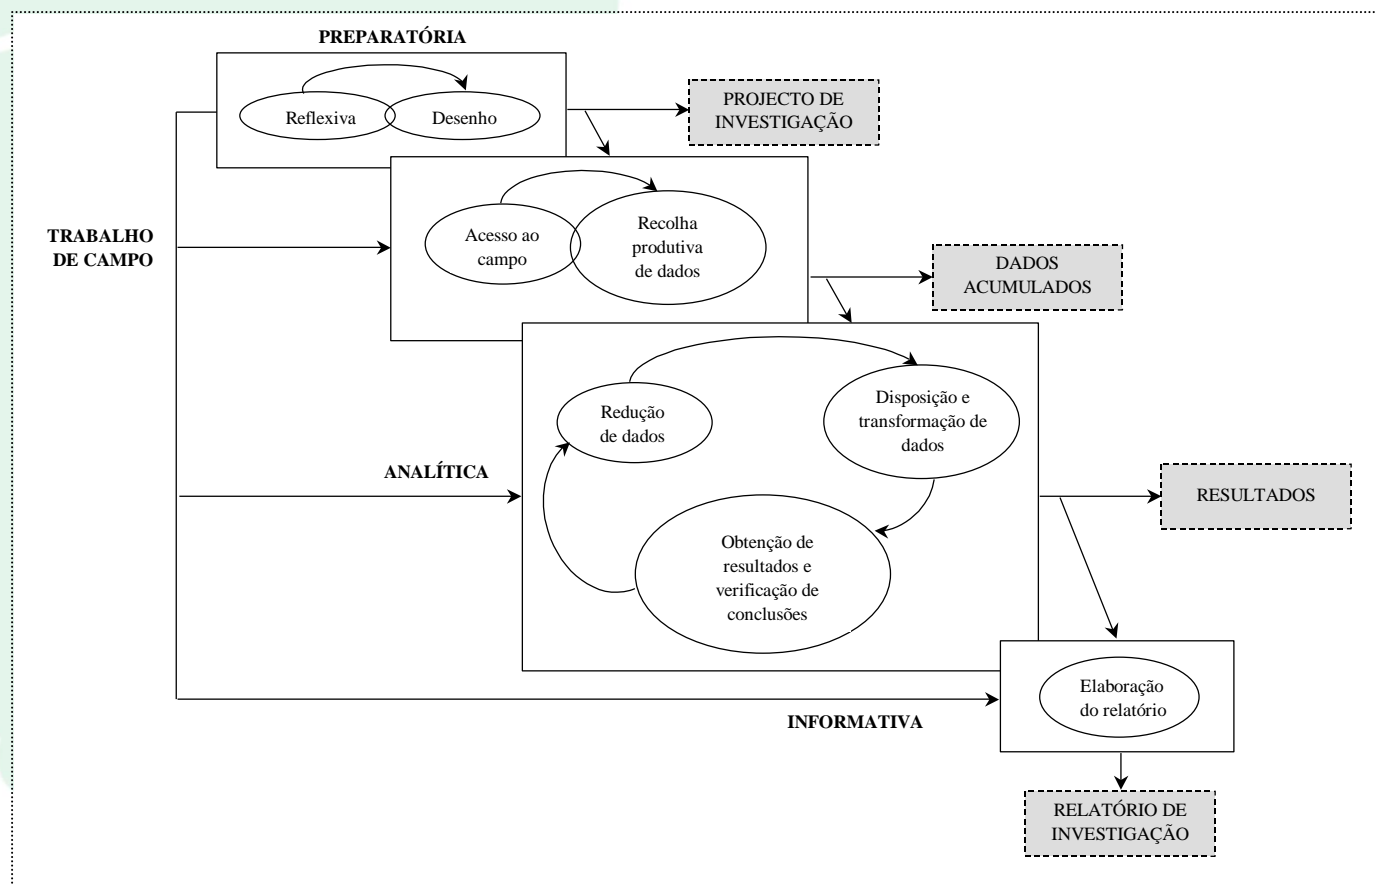 PREPARATÓRIA
Reflexiva
Desenho
PROJECTO DE
INVESTIGAÇÃO
TRABALHO
DE CAMPO
Acesso ao
campo
Recolha
produtiva
de dados
DADOS
ACUMULADOS
ANALÍTICA
Redução
de dados
Disposição e
transformação de
dados
Obtenção de
resultados e
verificação de
conclusões
RESULTADOS
INFORMATIVA
Elaboração
do relatório
RELATÓRIO DE
INVESTIGAÇÃO